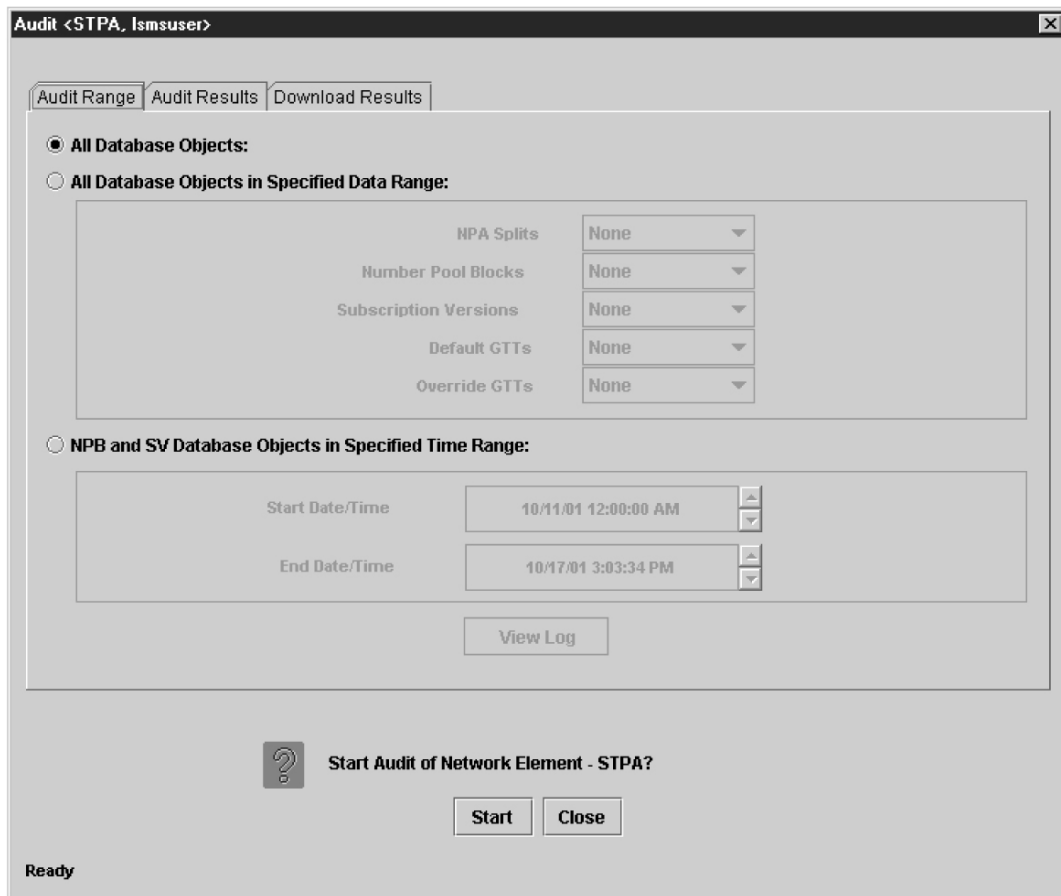 Audit <STPA, lsmsuser>
Audit Range
Audit Results
Download Results
All Database Objects:
All Database Objects in Specified Data Range:
NPA Splits None
Number Pool Blocks None
Subscription Versions None
Default GTTs None
Override GTTs None
NPB and SV Database Objects in Specified Time Range:
Start Date/Time 10/11/01 12:00:00 AM
End Date/Time 10/17/01 3:03:34 PM
View Log
Start Audit of Network Element - STPA?
Start Close
Ready